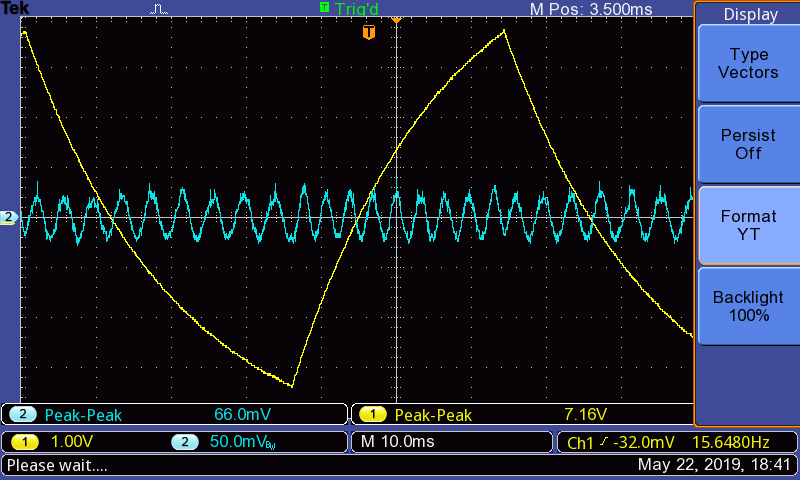 Tek
T Trig'd
M Pos: 3.500ms
Display
T
Type
Vectors
Persist
Off
2
Format
YT
Backlight
100%
2 Peak-Peak 66.0mV
1 Peak-Peak 7.16V
1 1.00V 2 50.0mVBW
M 10.0ms
Ch1 -32.0mV 15.6480Hz
Please wait....
May 22, 2019, 18:41